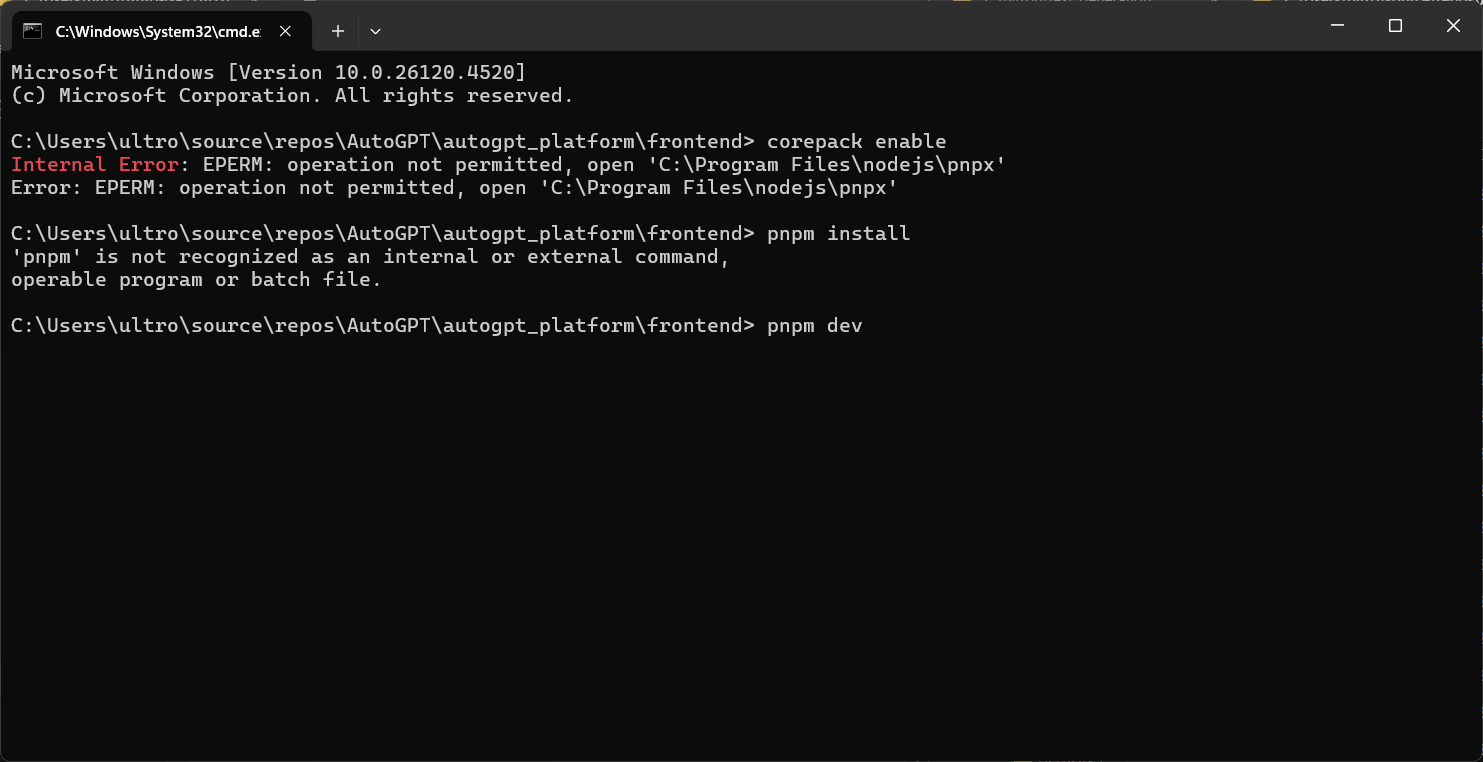 C:\Windows\System32\cmd.e
Microsoft Windows [Version 10.0.26120.4520]
(c) Microsoft Corporation. All rights reserved.
C:\Users\ultro\source\repos\AutoGPT\autogpt_platform\frontend> corepack enable
Internal Error: EPERM: operation not permitted, open 'C:\Program Files\nodejs\pnpx'
Error: EPERM: operation not permitted, open 'C:\Program Files\nodejs\pnpx'
C:\Users\ultro\source\repos\AutoGPT\autogpt_platform\frontend> pnpm install
'pnpm' is not recognized as an internal or external command,
operable program or batch file.
C:\Users\ultro\source\repos\AutoGPT\autogpt_platform\frontend> pnpm dev